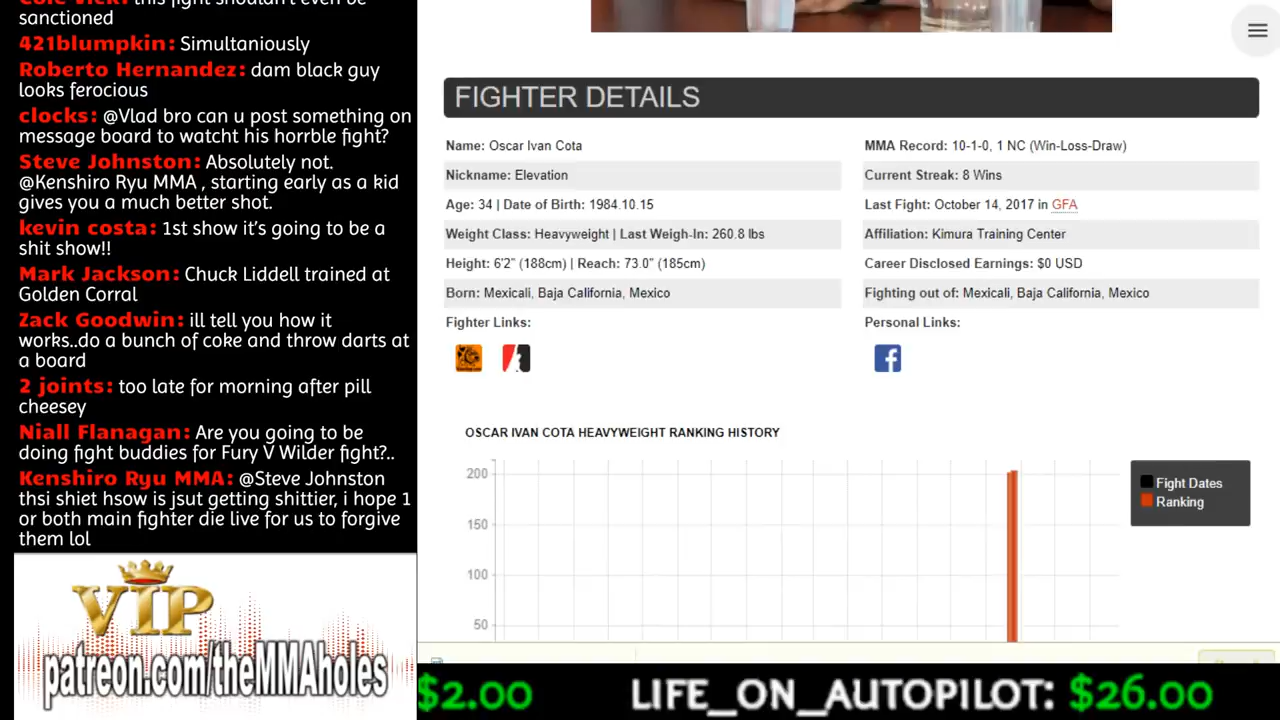 sanctioned
421blumpkin: Simultaniously
Roberto Hernandez: dam black guy
looks ferocious
clocks: @Vlad bro can u post something on
message board to watcht his horrble fight?
Steve Johnston: Absolutely not.
@Kenshiro Ryu MMA , starting early as a kid
gives you a much better shot.
kevin costa: 1st show it's going to be a
shit show!!
Mark Jackson: Chuck Liddell trained at
Golden Corral
Zack Goodwin: ill tell you how it
works..do a bunch of coke and throw darts at
a board
2 joints: too late for morning after pill
cheesey
Niall Flanagan: Are you going to be
doing fight buddies for Fury V Wilder fight?..
Kenshiro Ryu MMA: @Steve Johnston
thsi shiet hsow is jsut getting shittier, i hope 1
or both main fighter die live for us to forgive
them lol
VIP
patreon.com/theMMAholes
FIGHTER DETAILS
Name: Oscar Ivan Cota
Nickname: Elevation
Age: 34 | Date of Birth: 1984.10.15
Weight Class: Heavyweight | Last Weigh-In: 260.8 lbs
Height: 6'2" (188cm) | Reach: 73.0" (185cm)
Born: Mexicali, Baja California, Mexico
Fighter Links:
MMA Record: 10-1-0, 1 NC (Win-Loss-Draw)
Current Streak: 8 Wins
Last Fight: October 14, 2017 in GFA
Affiliation: Kimura Training Center
Career Disclosed Earnings: $0 USD
Fighting out of: Mexicali, Baja California, Mexico
Personal Links:
OSCAR IVAN COTA HEAVYWEIGHT RANKING HISTORY
200
150
100
50
Fight Dates
Ranking
$2.00 LIFE_ON_AUTOPILOT: $26.00